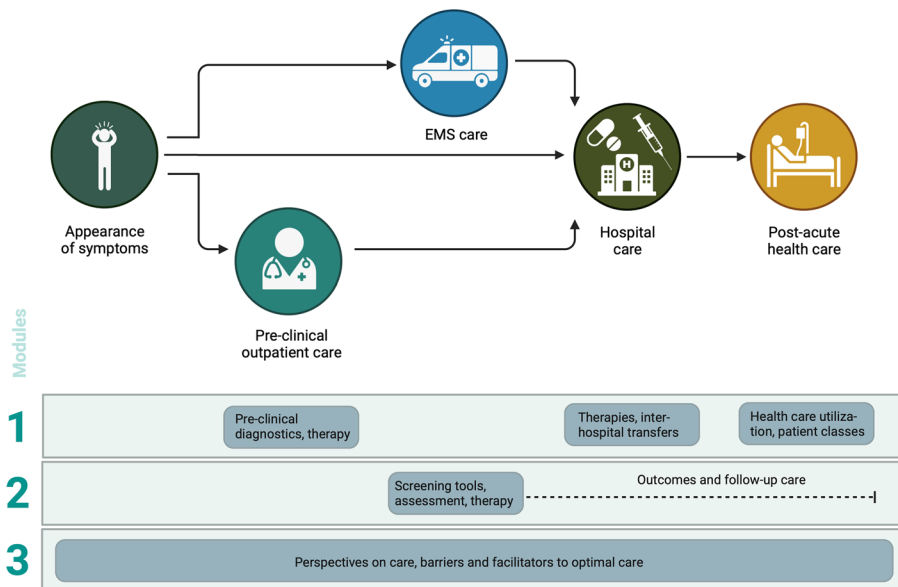 EMS care
Appearance
of symptoms
H
Hospital
care
Post-acute
health care
Pre-clinical
outpatient care
Modules
1
Pre-clinical
diagnostics, therapy
Therapies, inter-
hospital transfers
Health care utiliza-
tion, patient classes
2
Screening tools,
assessment, therapy
Outcomes and follow-up care
3
Perspectives on care, barriers and facilitators to optimal care